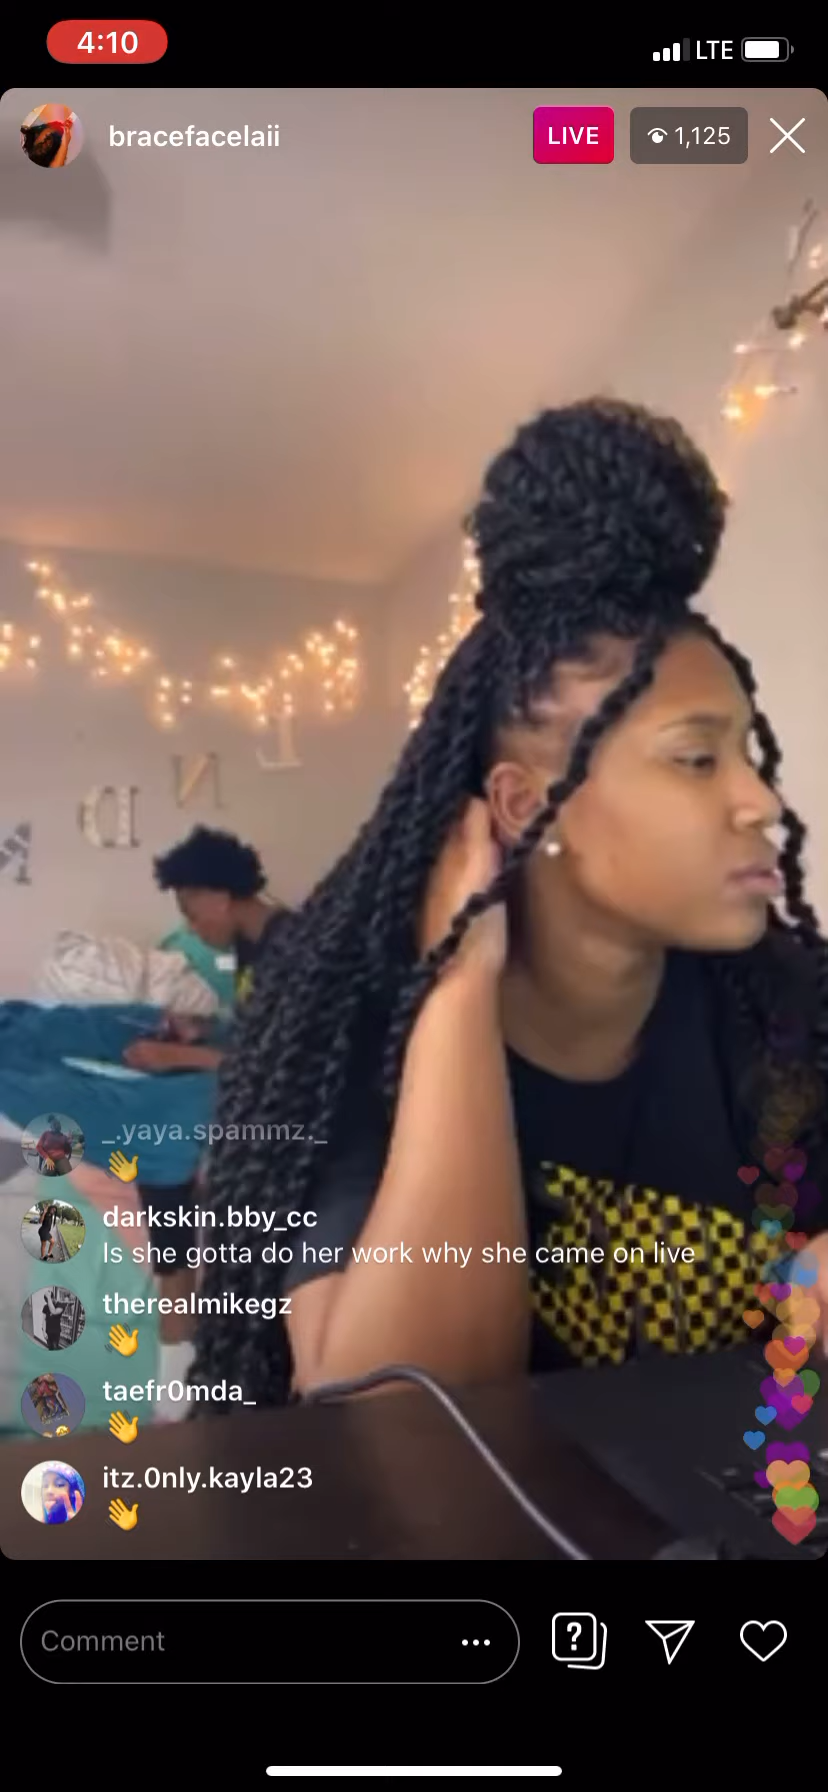 4:10
LTE
bracefacelaii
LIVE
1,125
_.yaya.spammz._
👋
darkskin.bby_cc
Is she gotta do her work why she came on live
therealmikegz
👋
taefr0mda_
👋
itz.0nly.kayla23
👋
Comment